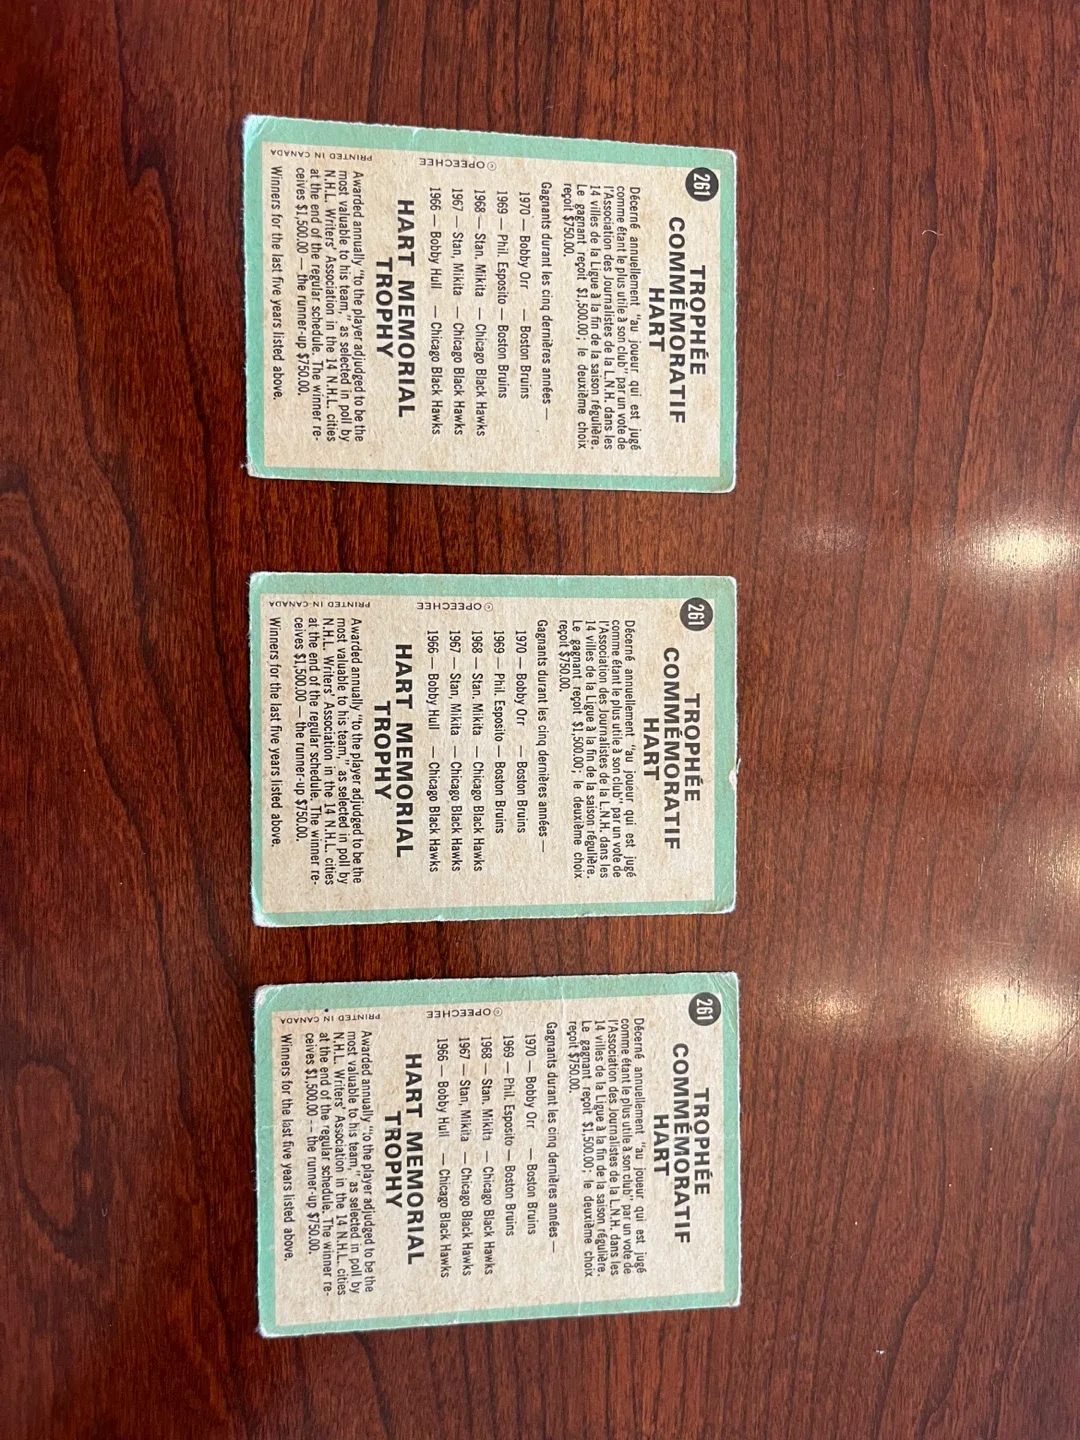 261
TROPHÉE
COMMÉMORATIF
HART
Décerné annuellement "au joueur qui est jugé
comme étant le plus utile à son club" par un vote de
l'Association des Journalistes de la L.N.H. dans les
14 villes de la Ligue à la fin de la saison régulière.
Le gagnant reçoit $1,500.00; le deuxième choix
reçoit $750.00.
Gagnants durant les cinq dernières années —
1970 — Bobby Orr — Boston Bruins
1969 — Phil. Esposito — Boston Bruins
1968 — Stan. Mikita — Chicago Black Hawks
1967 — Stan, Mikita — Chicago Black Hawks
1966 — Bobby Hull — Chicago Black Hawks
HART MEMORIAL
TROPHY
Awarded annually "to the player adjudged to be the
most valuable to his team," as selected in poll by
N.H.L. Writers' Association in the 14 N.H.L. cities
at the end of the regular schedule. The winner re-
ceives $1,500.00 — the runner-up $750.00.
Winners for the last five years listed above.
© OPEECHEE
PRINTED IN CANADA
261
TROPHÉE
COMMÉMORATIF
HART
Décerné annuellement "au joueur qui est jugé
comme étant le plus utile à son club" par un vote de
l'Association des Journalistes de la L.N.H. dans les
14 villes de la Ligue à la fin de la saison régulière.
Le gagnant reçoit $1,500.00; le deuxième choix
reçoit $750.00.
Gagnants durant les cinq dernières années —
1970 — Bobby Orr — Boston Bruins
1969 — Phil. Esposito — Boston Bruins
1968 — Stan. Mikita — Chicago Black Hawks
1967 — Stan, Mikita — Chicago Black Hawks
1966 — Bobby Hull — Chicago Black Hawks
HART MEMORIAL
TROPHY
Awarded annually "to the player adjudged to be the
most valuable to his team," as selected in poll by
N.H.L. Writers' Association in the 14 N.H.L. cities
at the end of the regular schedule. The winner re-
ceives $1,500.00 — the runner-up $750.00.
Winners for the last five years listed above.
© OPEECHEE
PRINTED IN CANADA
261
TROPHÉE
COMMÉMORATIF
HART
Décerné annuellement "au joueur qui est jugé
comme étant le plus utile à son club" par un vote de
l'Association des Journalistes de la L.N.H. dans les
14 villes de la Ligue à la fin de la saison régulière.
Le gagnant reçoit $1,500.00; le deuxième choix
reçoit $750.00.
Gagnants durant les cinq dernières années —
1970 — Bobby Orr — Boston Bruins
1969 — Phil. Esposito — Boston Bruins
1968 — Stan. Mikita — Chicago Black Hawks
1967 — Stan, Mikita — Chicago Black Hawks
1966 — Bobby Hull — Chicago Black Hawks
HART MEMORIAL
TROPHY
Awarded annually "to the player adjudged to be the
most valuable to his team," as selected in poll by
N.H.L. Writers' Association in the 14 N.H.L. cities
at the end of the regular schedule. The winner re-
ceives $1,500.00 — the runner-up $750.00.
Winners for the last five years listed above.
© OPEECHEE
PRINTED IN CANADA